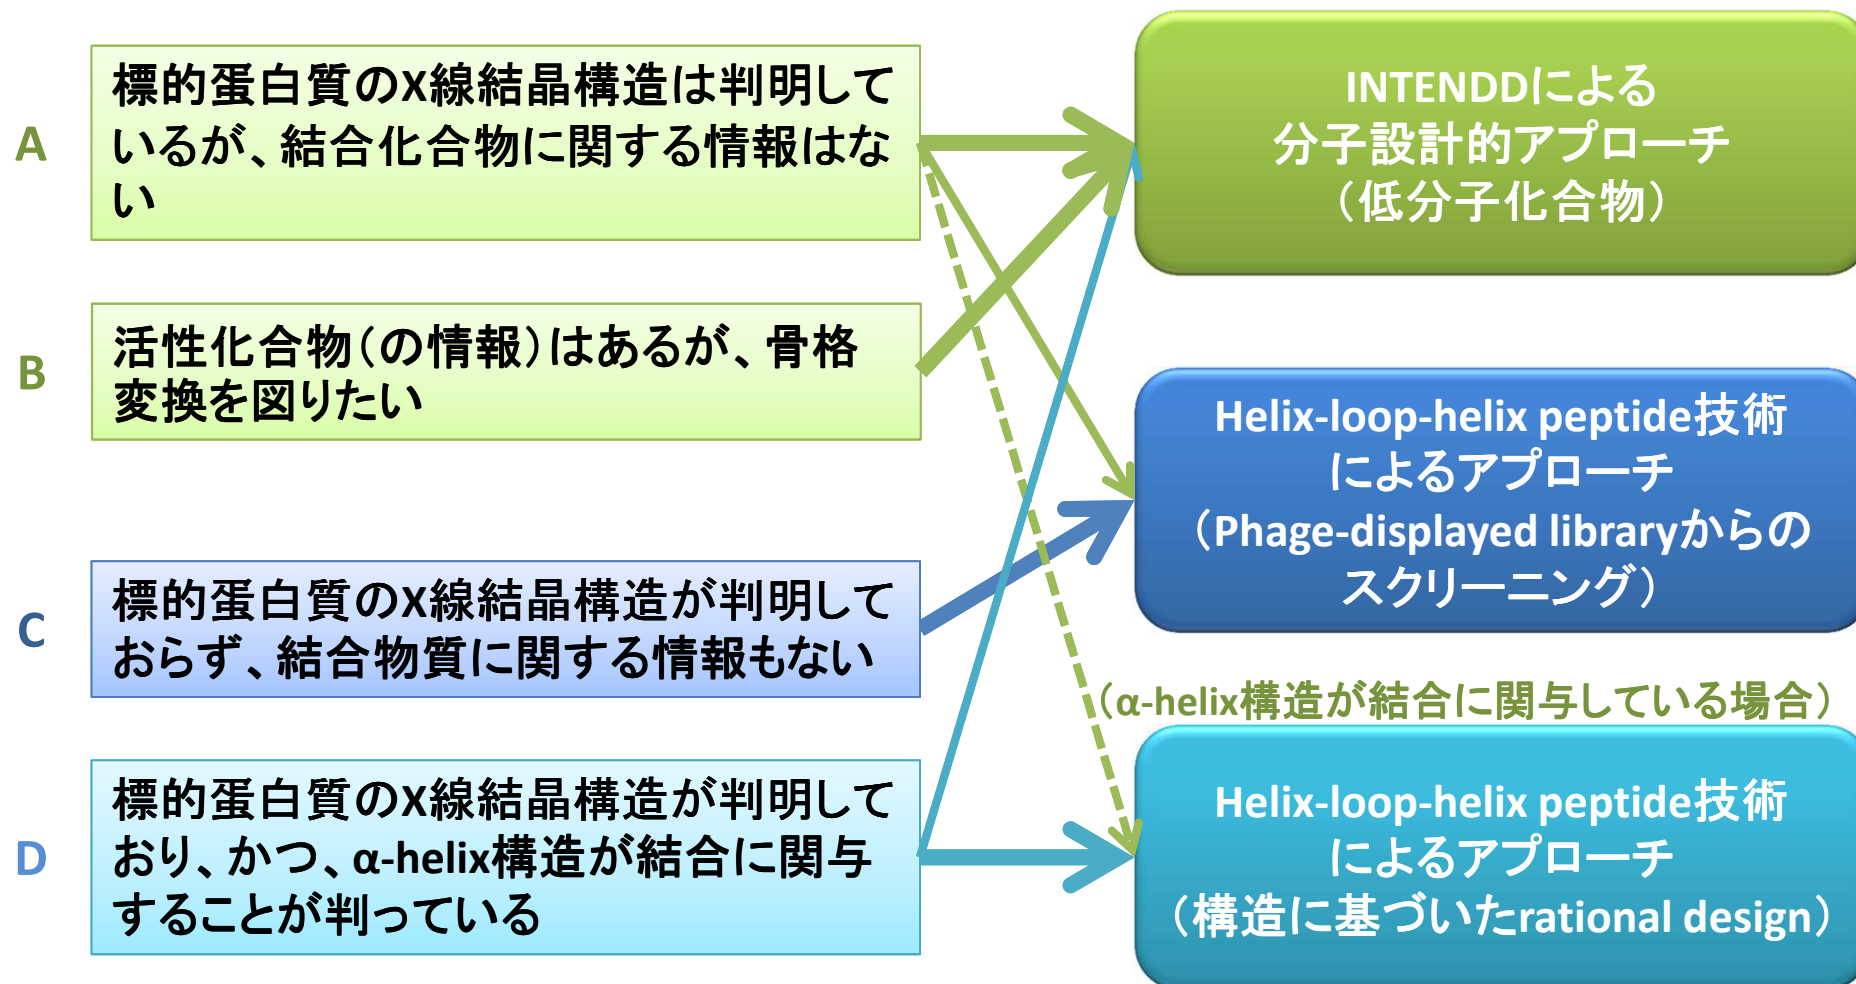 A
標的蛋白質のX線結晶構造は判明して
いるが、結合化合物に関する情報はな
い
B
活性化合物（の情報）はあるが、骨格
変換を図りたい
C
標的蛋白質のX線結晶構造が判明して
おらず、結合物質に関する情報もない
D
標的蛋白質のX線結晶構造が判明して
おり、かつ、α-helix構造が結合に関与
することが判っている
INTENDDによる
分子設計的アプローチ
（低分子化合物）
Helix-loop-helix peptide技術
によるアプローチ
（Phage-displayed libraryからの
スクリーニング）
（α-helix構造が結合に関与している場合）
Helix-loop-helix peptide技術
によるアプローチ
（構造に基づいたrational design）